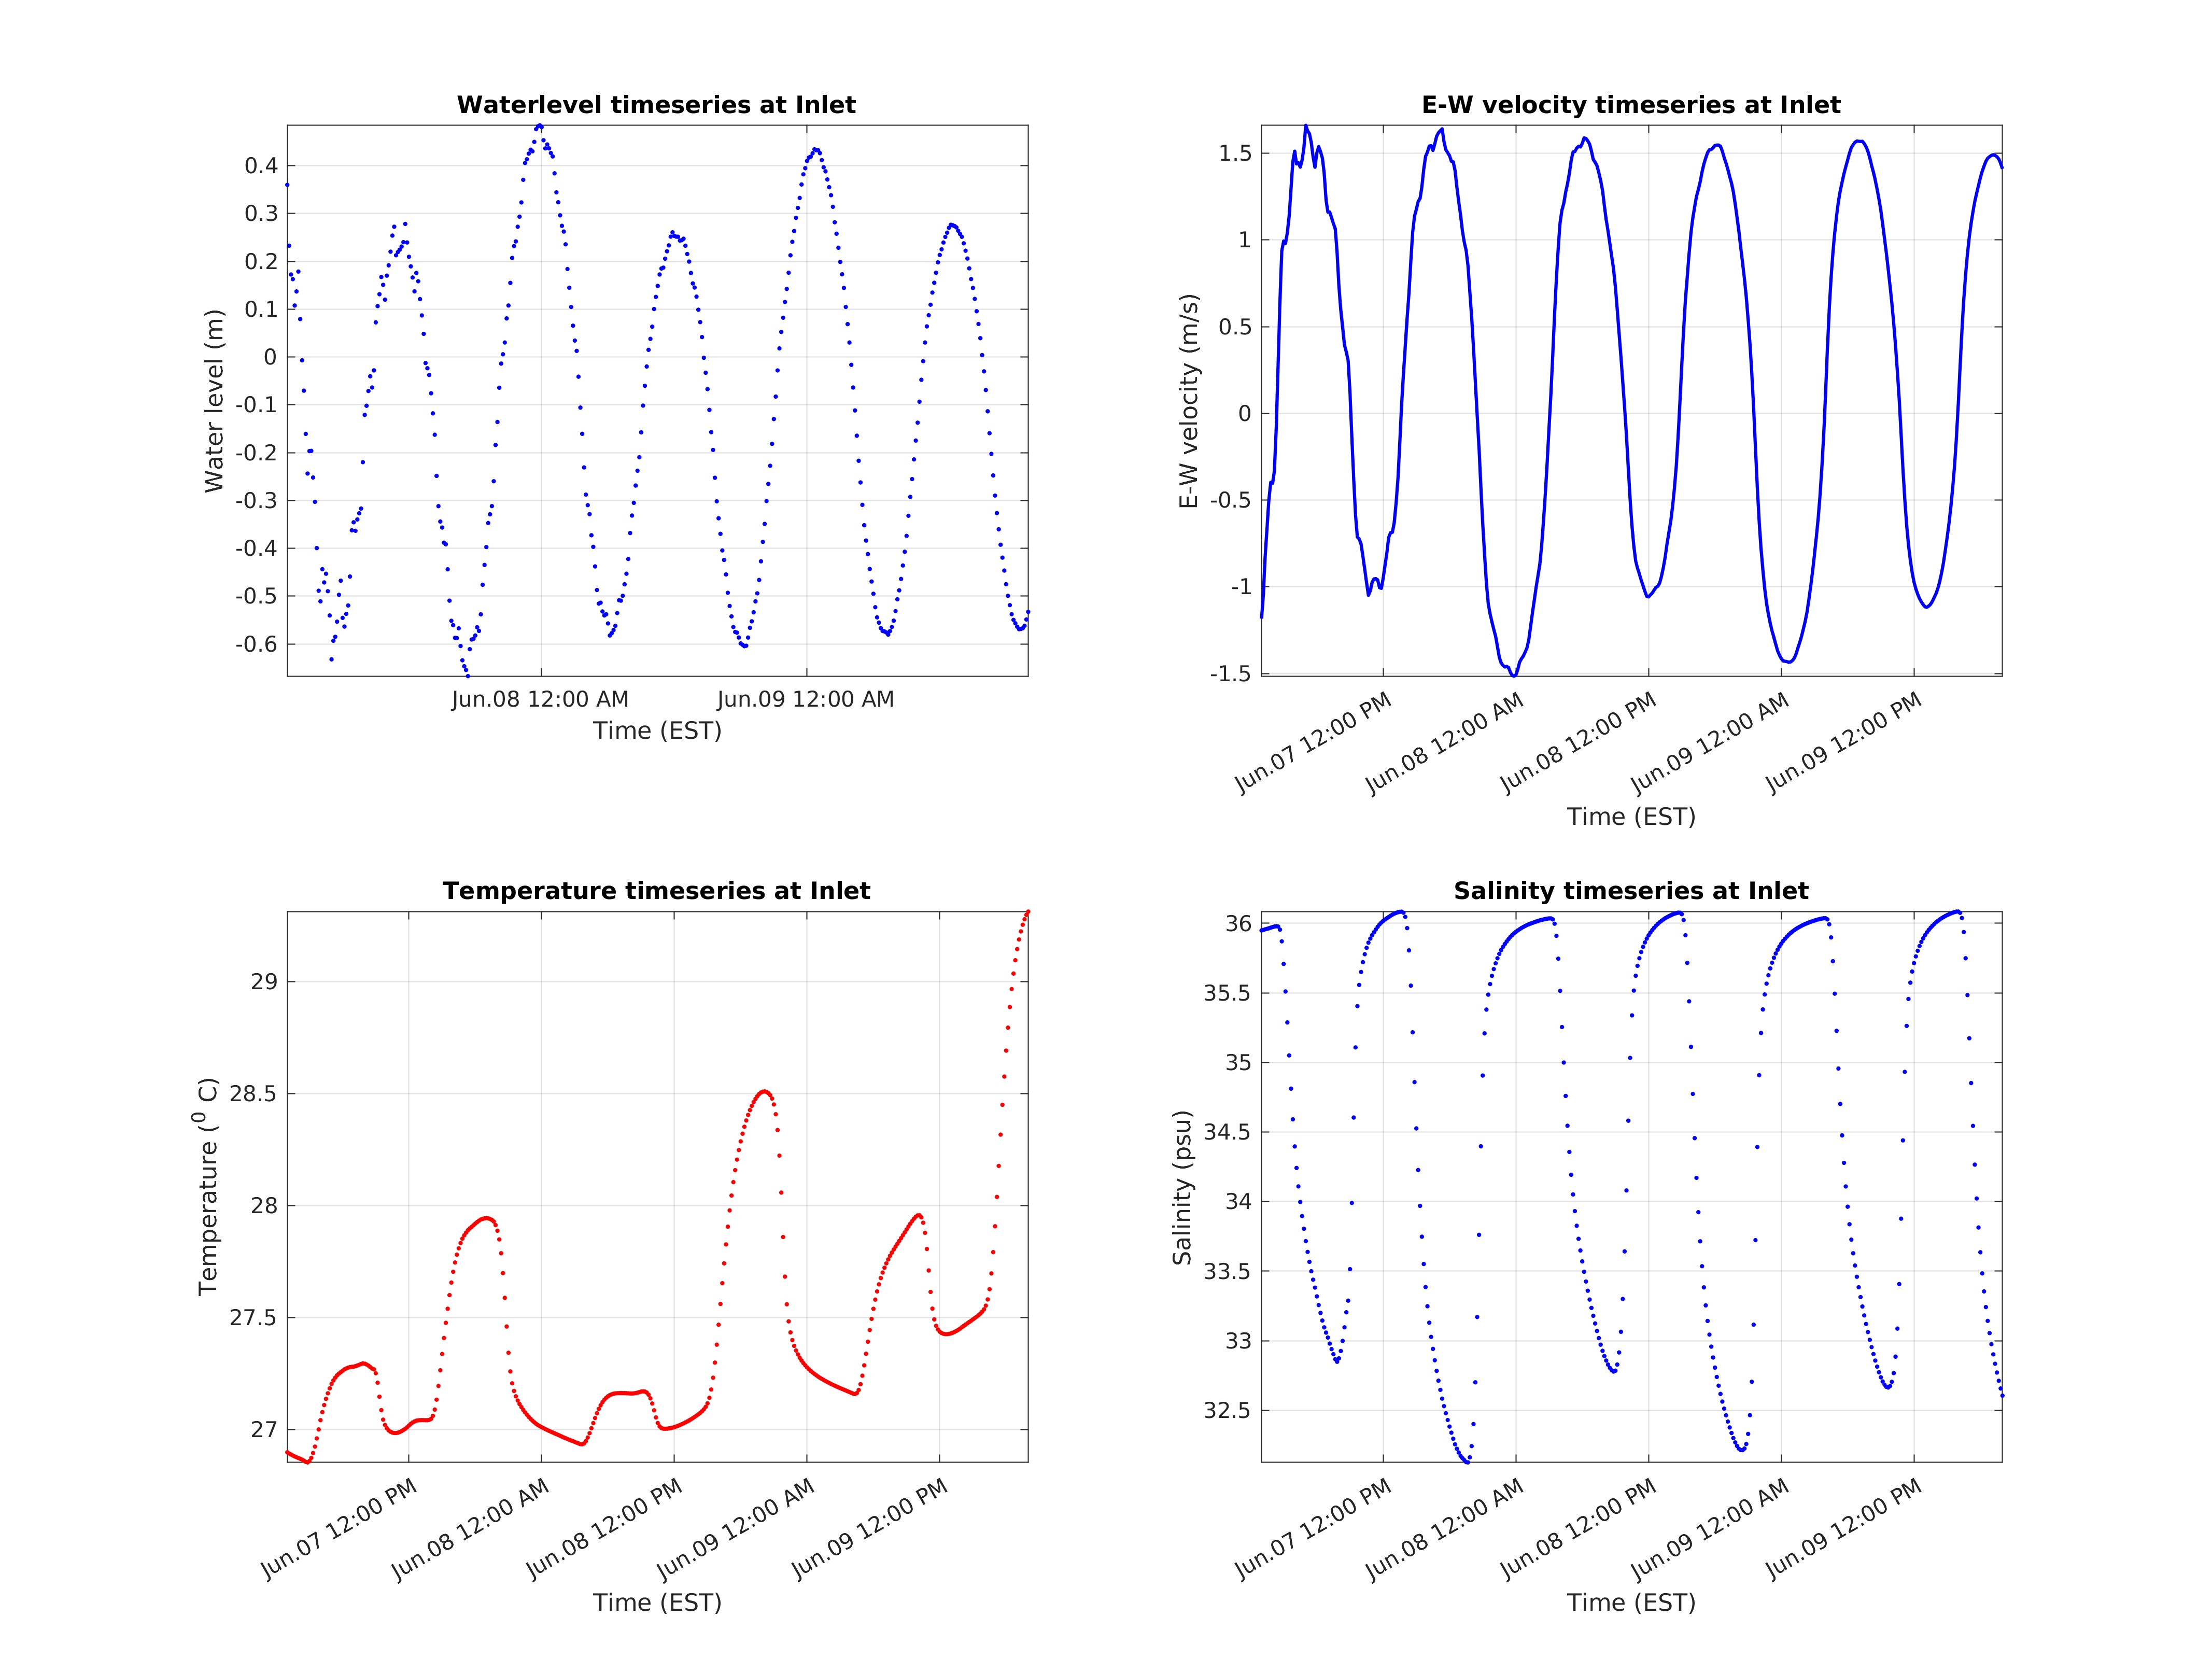 Waterlevel timeseries at Inlet
0.4
0.3
0.2
0.1
0
-0.1
-0.2
-0.3
-0.4
-0.5
-0.6
Water level (m)
Jun.08 12:00 AM
Jun.09 12:00 AM
Time (EST)
E-W velocity timeseries at Inlet
1.5
1
0.5
0
-0.5
-1
-1.5
E-W velocity (m/s)
Jun.07 12:00 PM
Jun.08 12:00 AM
Jun.08 12:00 PM
Jun.09 12:00 AM
Jun.09 12:00 PM
Time (EST)
Temperature timeseries at Inlet
29
28.5
28
27.5
27
Temperature (⁰ C)
Jun.07 12:00 PM
Jun.08 12:00 AM
Jun.08 12:00 PM
Jun.09 12:00 AM
Jun.09 12:00 PM
Time (EST)
Salinity timeseries at Inlet
36
35.5
35
34.5
34
33.5
33
32.5
Salinity (psu)
Jun.07 12:00 PM
Jun.08 12:00 AM
Jun.08 12:00 PM
Jun.09 12:00 AM
Jun.09 12:00 PM
Time (EST)